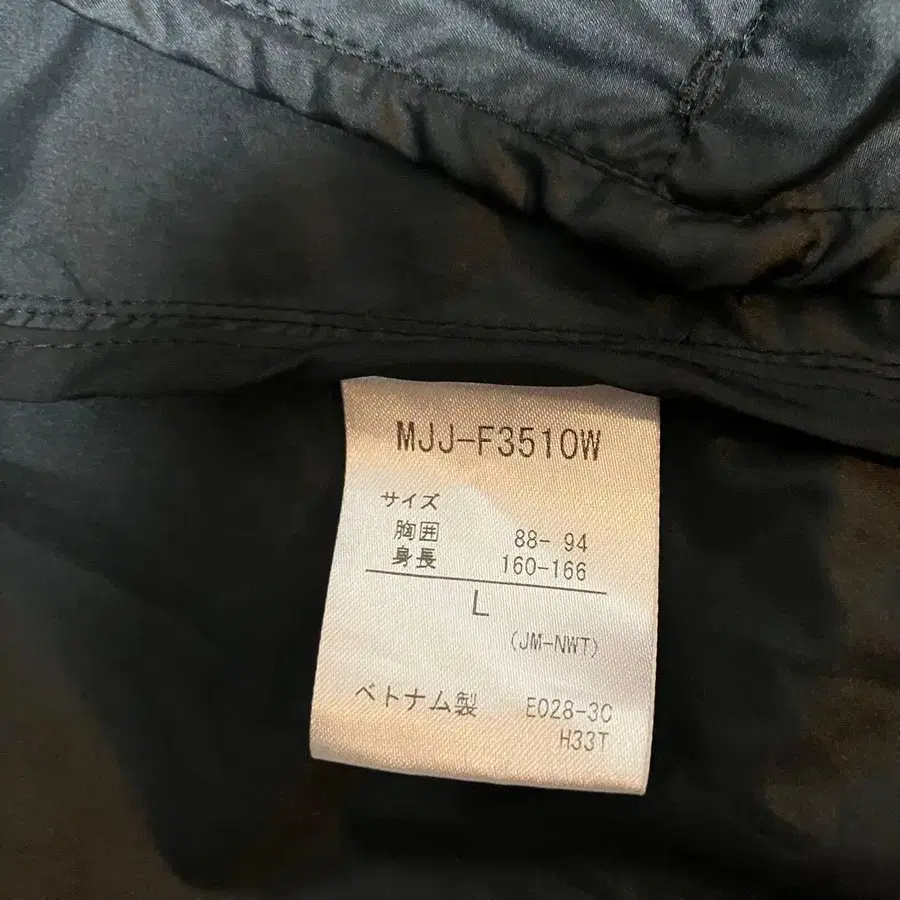 MJJ-F3510W
サイズ
胸囲 88- 94
身長 160-166
L
(JM-NWT)
ベトナム製 E028-3C
H33T